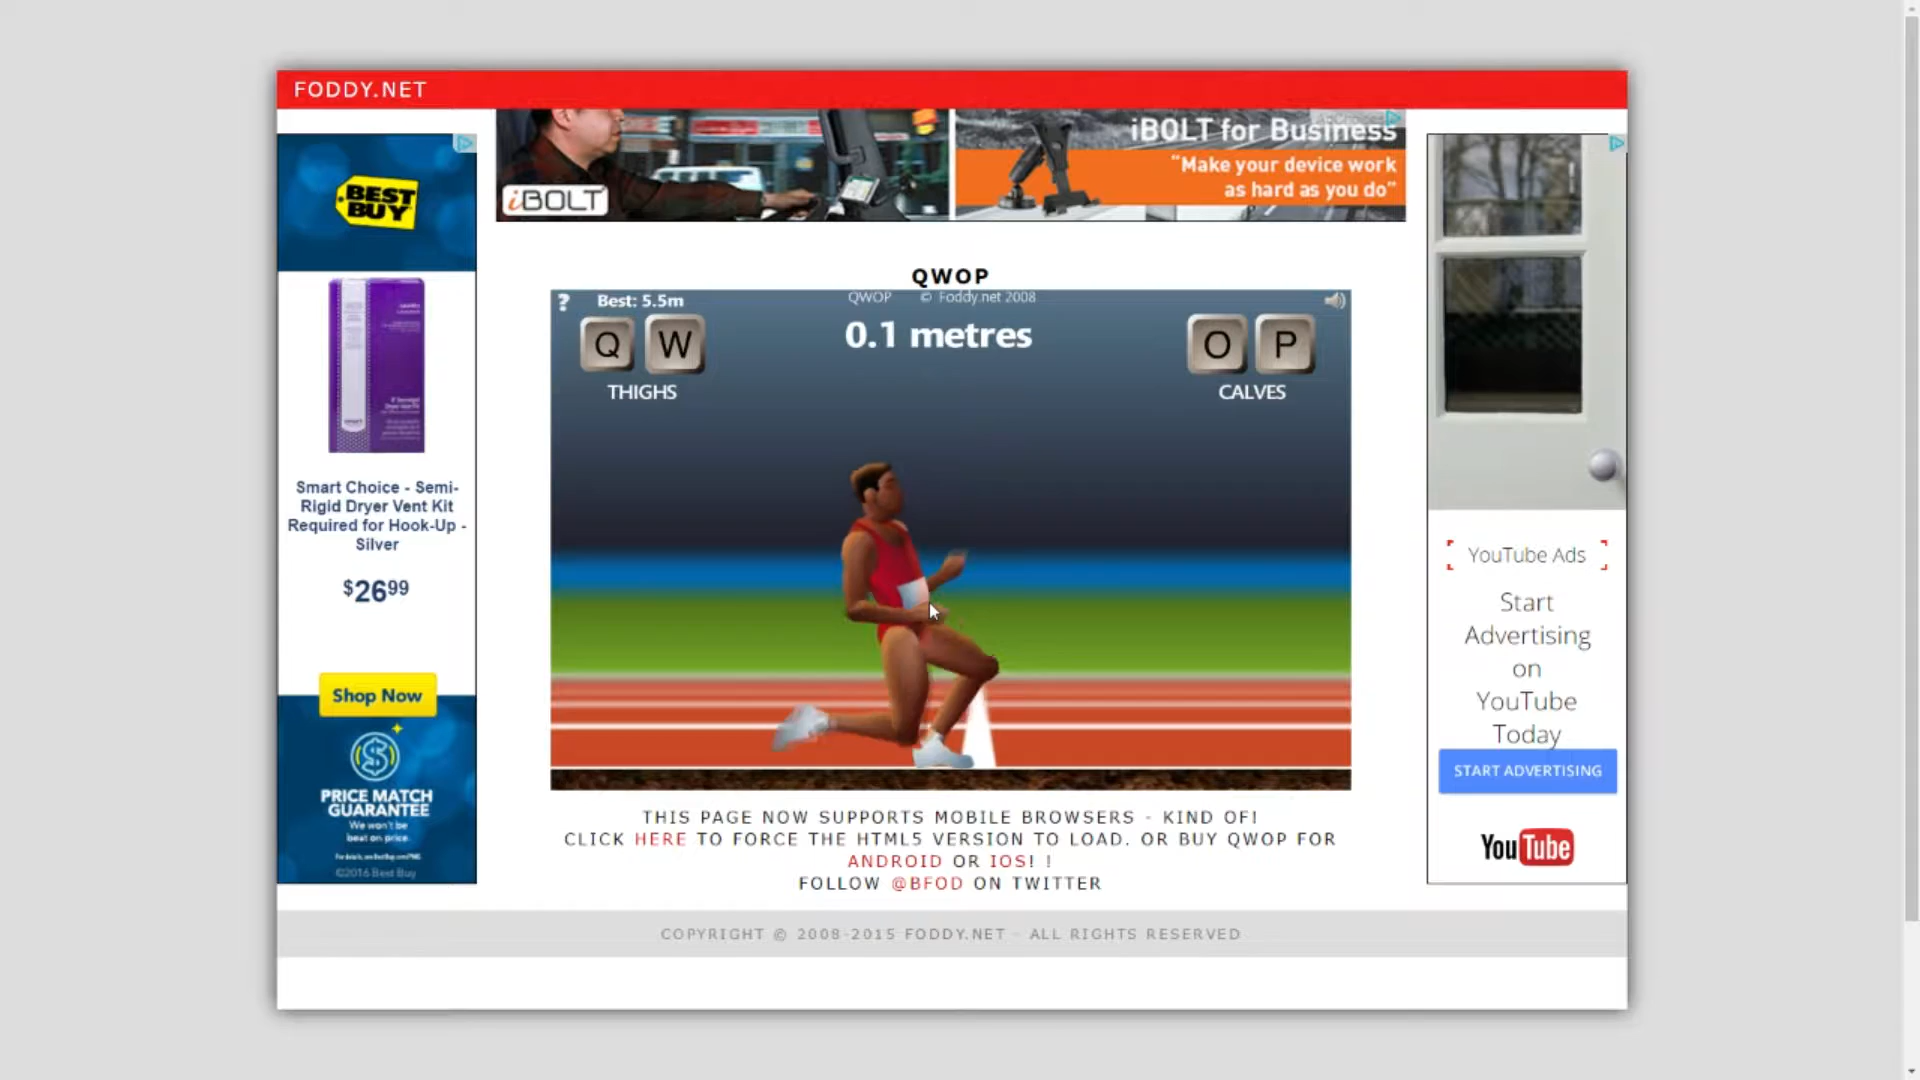 FODDY.NET
iBOLT
iBOLT for Business
"Make your device work
as hard as you do"
BEST
BUY
Smart Choice - Semi-
Rigid Dryer Vent Kit
Required for Hook-Up -
Silver
$2699
Shop Now
PRICE MATCH
GUARANTEE
We won't be
beat on price.
©2016 Best Buy
QWOP
? Best: 5.5m QWOP © Foddy.net 2008
0.1 metres
Q W O P
THIGHS CALVES
THIS PAGE NOW SUPPORTS MOBILE BROWSERS - KIND OF!
CLICK HERE TO FORCE THE HTML5 VERSION TO LOAD. OR BUY QWOP FOR
ANDROID OR IOS! !
FOLLOW @BFOD ON TWITTER
YouTube Ads
Start
Advertising
on
YouTube
Today
START ADVERTISING
YouTube
COPYRIGHT © 2008-2015 FODDY.NET - ALL RIGHTS RESERVED